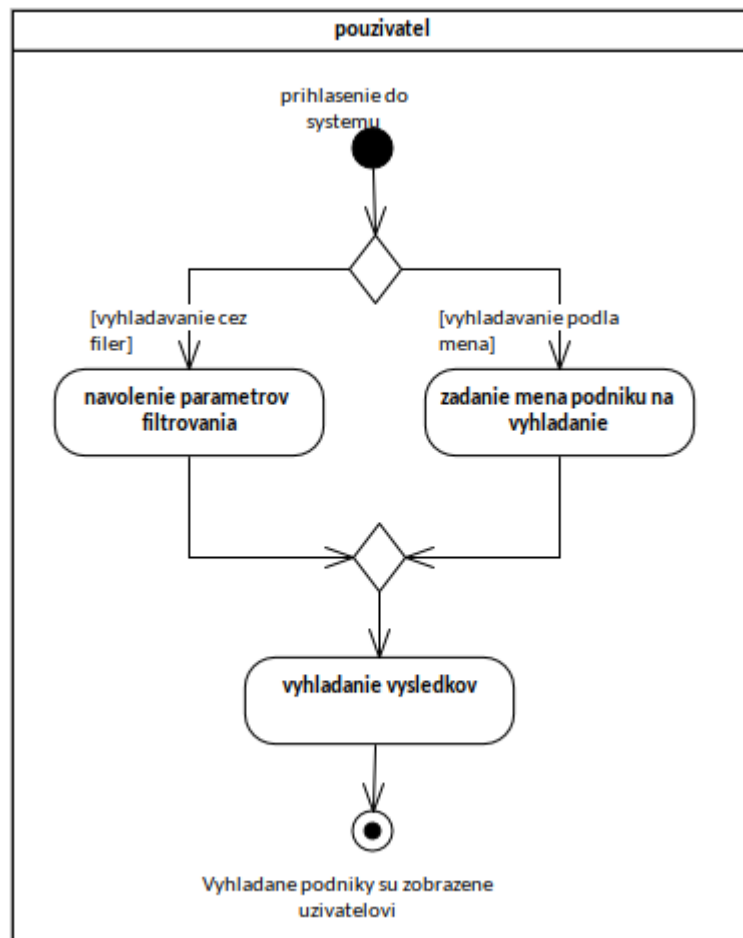 pouzivatel
prihlasenie do
systemu
[vyhladavanie cez
filer]
[vyhladavanie podla
mena]
navolenie parametrov
filtrovania
zadanie mena podniku na
vyhladanie
vyhladanie vysledkov
Vyhladane podniky su zobrazene
uzivatelovi